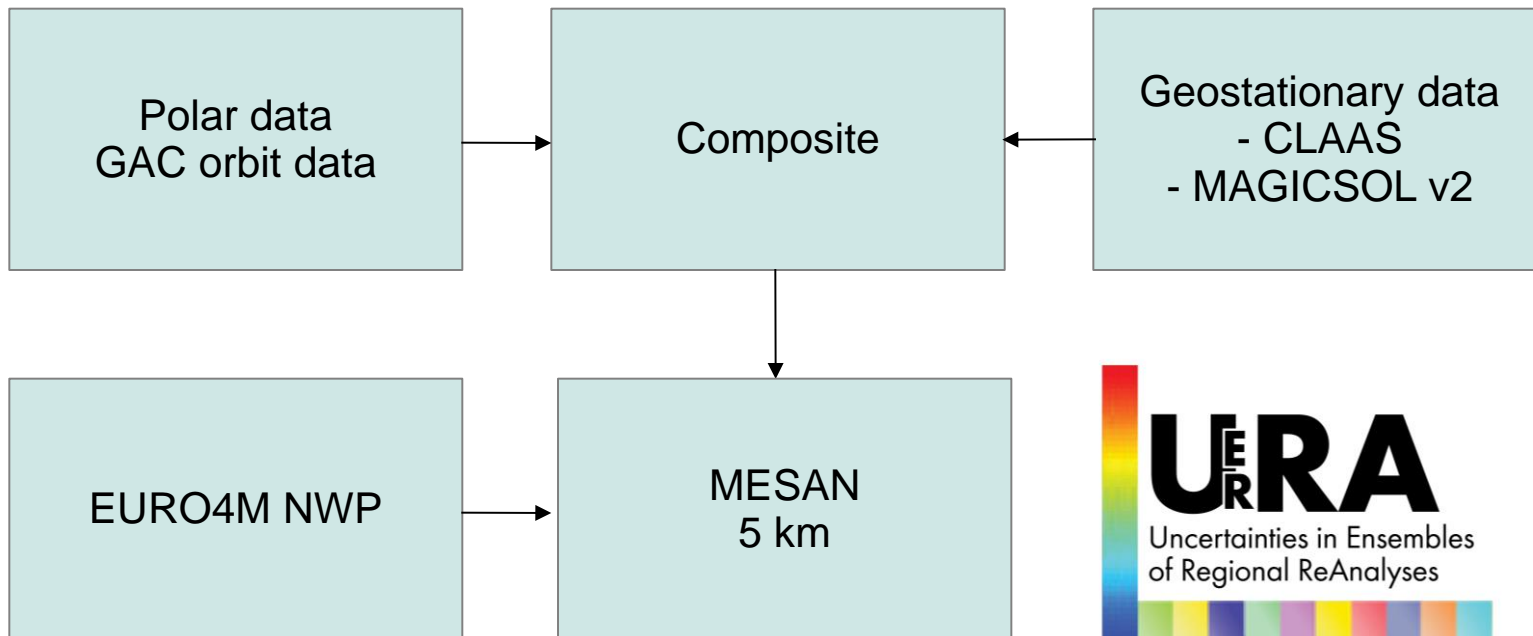 Polar data
GAC orbit data
Composite
Geostationary data
- CLAAS
- MAGICSOL v2
EURO4M NWP
MESAN
5 km
UERRA
Uncertainties in Ensembles
of Regional ReAnalyses